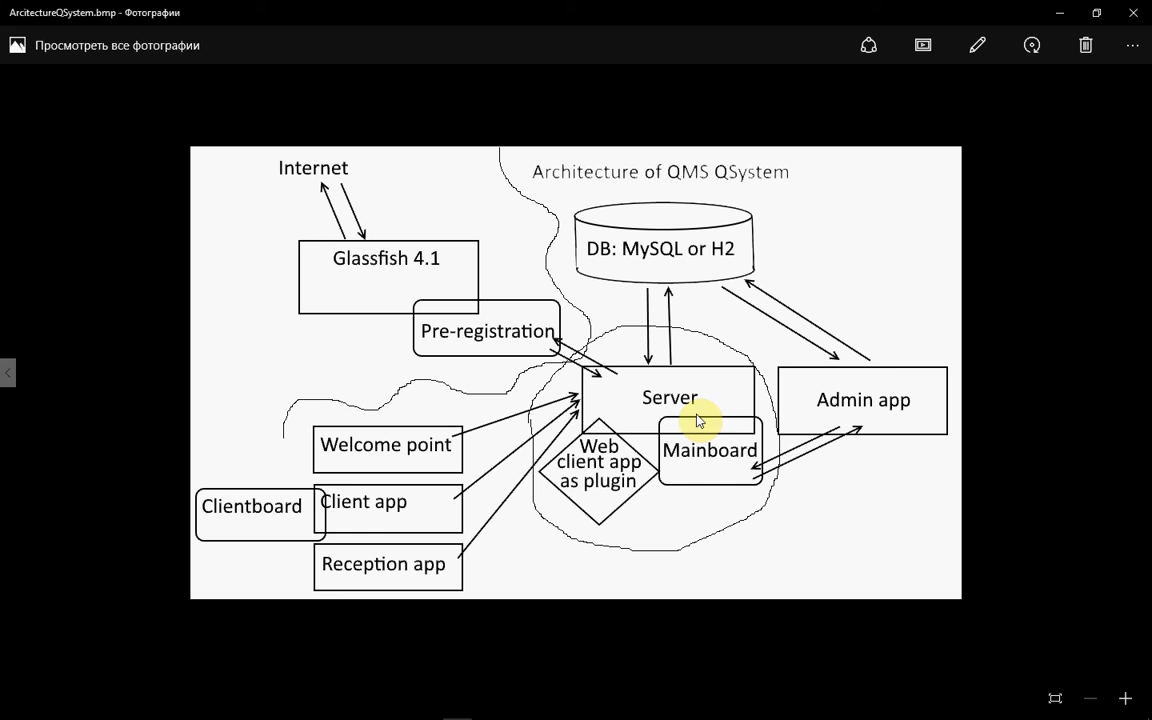 ArcitectureQSystem.bmp - Фотографии
Просмотреть все фотографии
Internet
Architecture of QMS QSystem
Glassfish 4.1
DB: MySQL or H2
Pre-registration
Server
Admin app
Welcome point
Web
client app
as plugin
Mainboard
Clientboard
Client app
Reception app